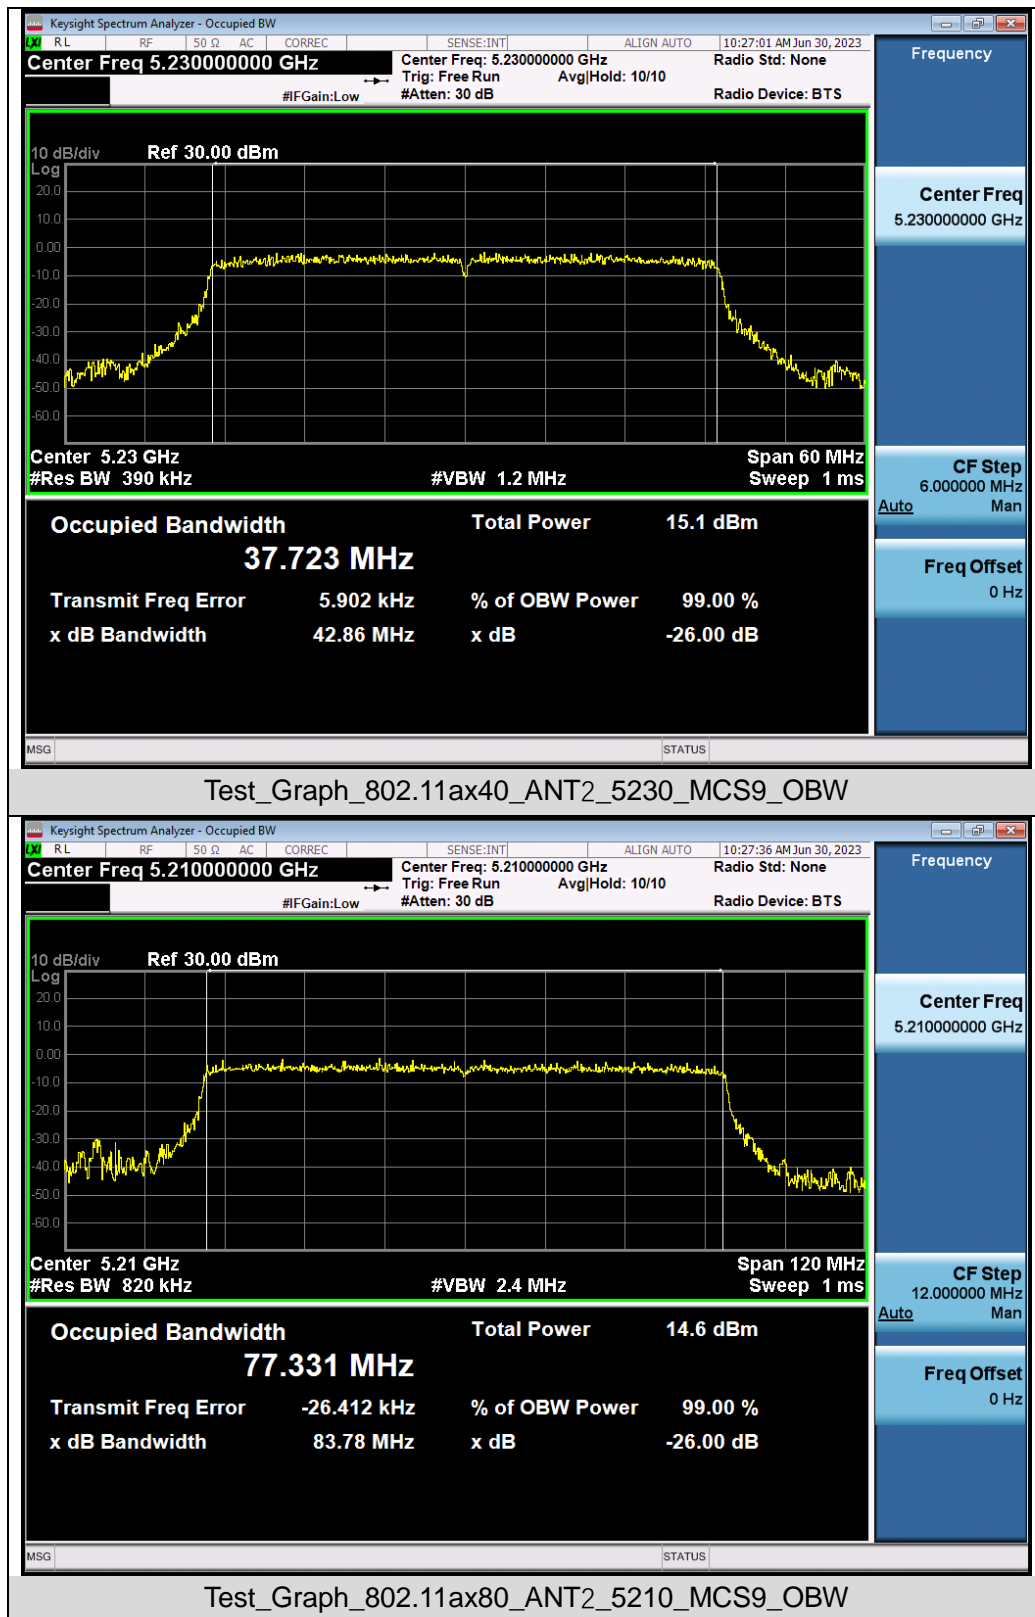 Keysight Spectrum Analyzer - Occupied BW
LXI RL RF 50 Ω AC CORREC SENSE:INT ALIGN AUTO 10:27:01 AM Jun 30, 2023
Center Freq 5.230000000 GHz
Center Freq: 5.230000000 GHz
Radio Std: None
Trig: Free Run Avg|Hold: 10/10
#IFGain:Low
#Atten: 30 dB
Radio Device: BTS
Frequency
10 dB/div Ref 30.00 dBm
Log
20.0
10.0
0.00
-10.0
-20.0
-30.0
-40.0
-50.0
-60.0
Center Freq
5.230000000 GHz
Center 5.23 GHz Span 60 MHz
#Res BW 390 kHz #VBW 1.2 MHz Sweep 1 ms
CF Step
6.000000 MHz
Auto Man
Freq Offset
0 Hz
Occupied Bandwidth Total Power 15.1 dBm
37.723 MHz
Transmit Freq Error 5.902 kHz % of OBW Power 99.00 %
x dB Bandwidth 42.86 MHz x dB -26.00 dB
MSG STATUS
Test_Graph_802.11ax40_ANT2_5230_MCS9_OBW
Keysight Spectrum Analyzer - Occupied BW
LXI RL RF 50 Ω AC CORREC SENSE:INT ALIGN AUTO 10:27:36 AM Jun 30, 2023
Center Freq 5.210000000 GHz
Center Freq: 5.210000000 GHz
Radio Std: None
Trig: Free Run Avg|Hold: 10/10
#IFGain:Low
#Atten: 30 dB
Radio Device: BTS
Frequency
10 dB/div Ref 30.00 dBm
Log
20.0
10.0
0.00
-10.0
-20.0
-30.0
-40.0
-50.0
-60.0
Center Freq
5.210000000 GHz
Center 5.21 GHz Span 120 MHz
#Res BW 820 kHz #VBW 2.4 MHz Sweep 1 ms
CF Step
12.000000 MHz
Auto Man
Freq Offset
0 Hz
Occupied Bandwidth Total Power 14.6 dBm
77.331 MHz
Transmit Freq Error -26.412 kHz % of OBW Power 99.00 %
x dB Bandwidth 83.78 MHz x dB -26.00 dB
MSG STATUS
Test_Graph_802.11ax80_ANT2_5210_MCS9_OBW